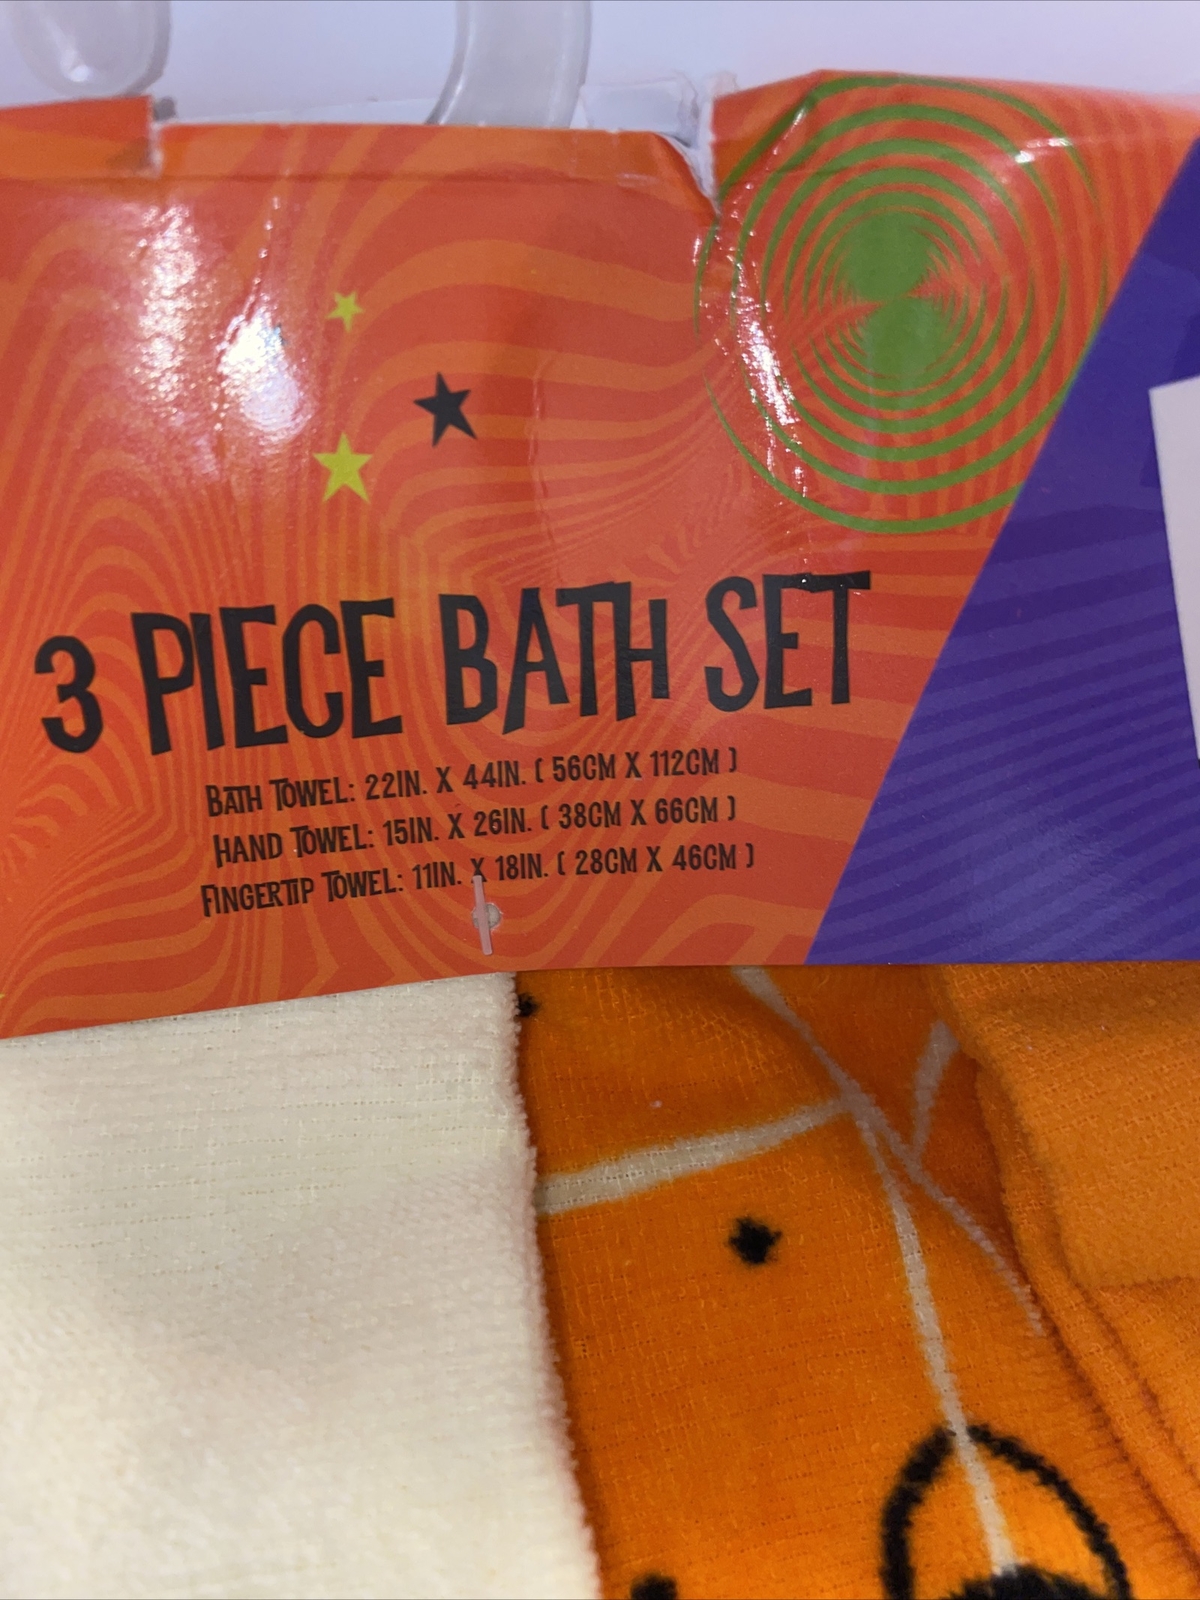 3 PIECE BATH SET
BATH TOWEL: 22IN. X 44IN. ( 56CM X 112CM )
HAND TOWEL: 15IN. X 26IN. ( 38CM X 66CM )
FINGERTIP TOWEL: 11IN. X 18IN. ( 28CM X 46CM )